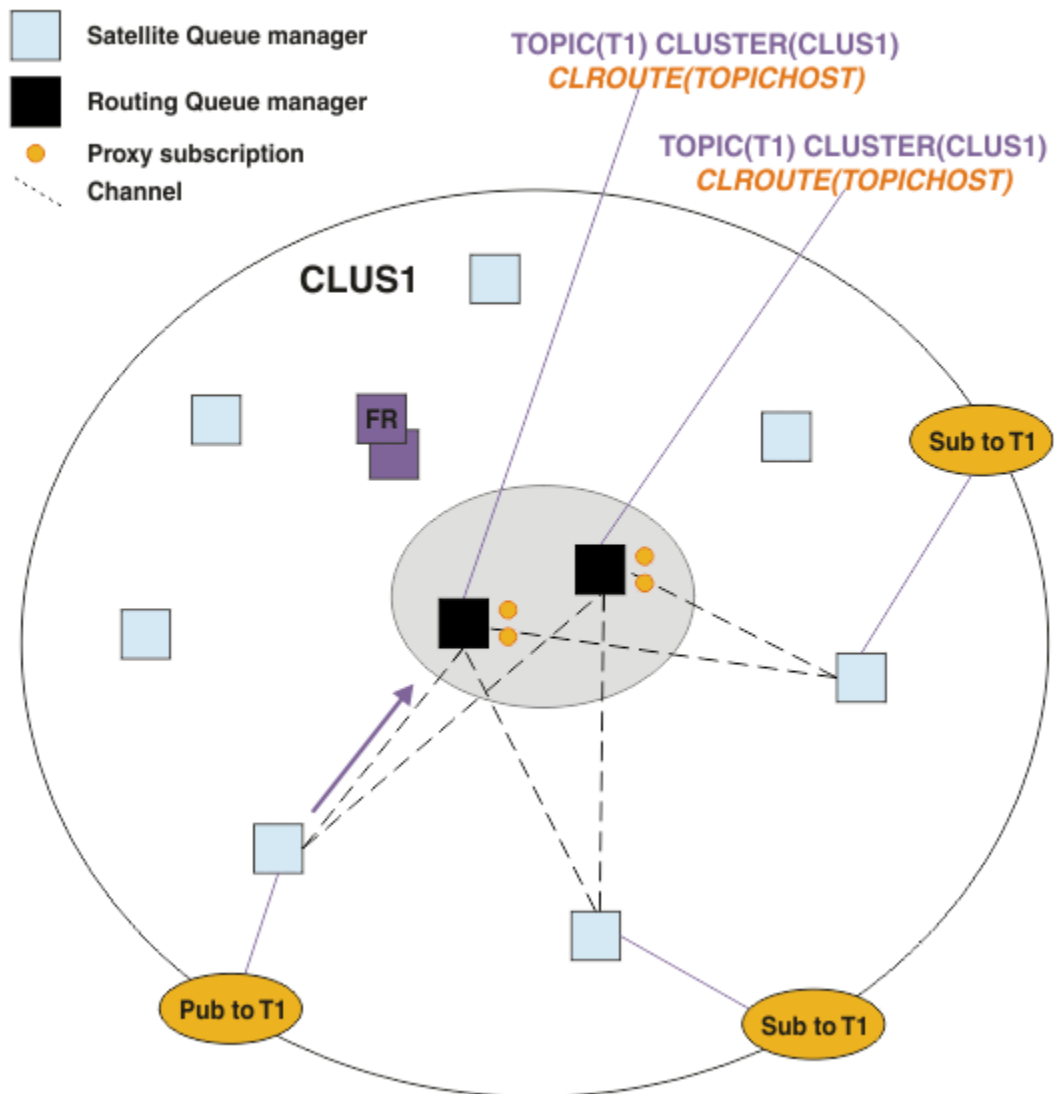 Satellite Queue manager
Routing Queue manager
Proxy subscription
Channel
TOPIC(T1) CLUSTER(CLUS1)
CLROUTE(TOPICHOST)
TOPIC(T1) CLUSTER(CLUS1)
CLROUTE(TOPICHOST)
CLUS1
FR
Sub to T1
Pub to T1
Sub to T1